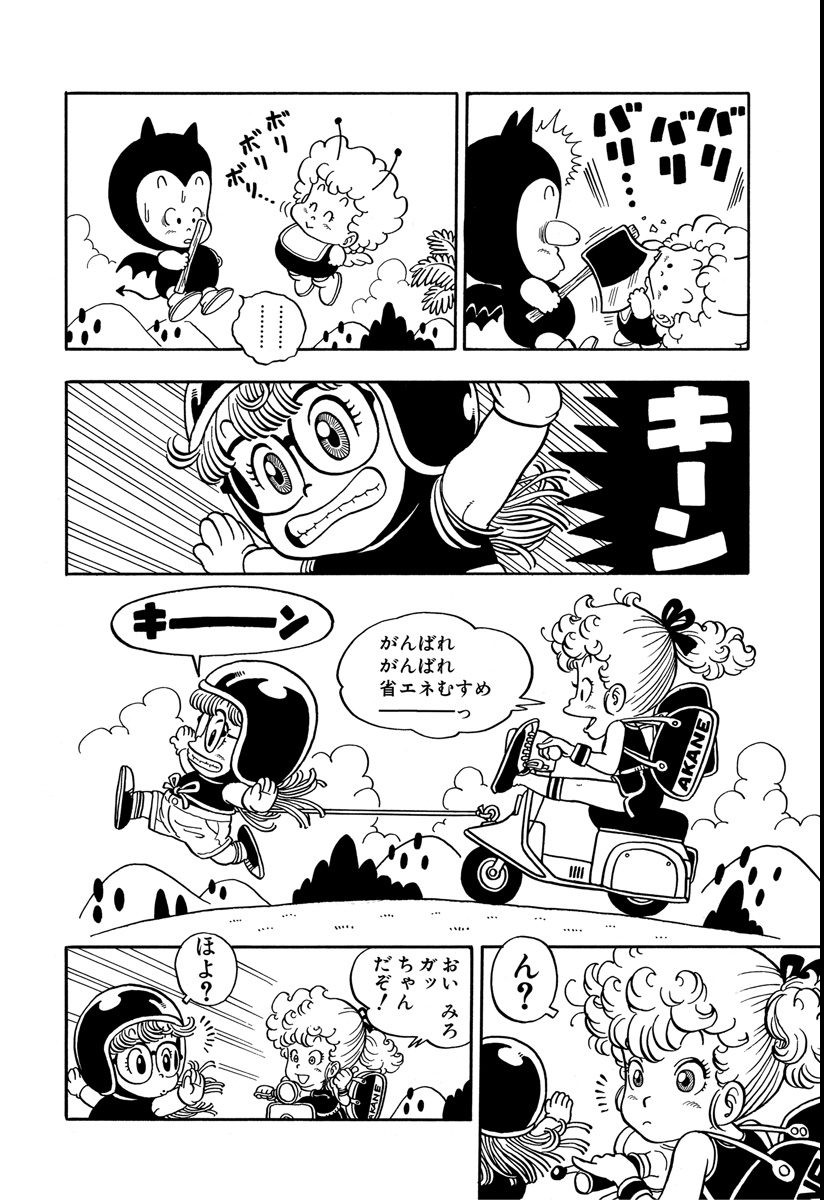 バリ
バリ
バリ…
ボリ
ボリ
ボリ…
………
………
キーン
がんばれ
がんばれ
省エネむすめ
――――っ
AKANE
キーーーン
ん?
おい みろ
ガッ
ちゃん
だぞ!
AKANE
ほよ?